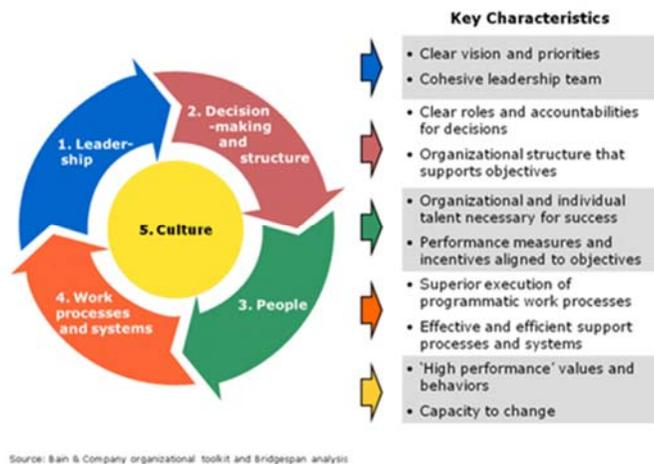 Key Characteristics
1. Leader-
ship
2. Decision
-making
and
structure
3. People
4. Work
processes
and systems
5. Culture
• Clear vision and priorities
• Cohesive leadership team
• Clear roles and accountabilities
for decisions
• Organizational structure that
supports objectives
• Organizational and individual
talent necessary for success
• Performance measures and
incentives aligned to objectives
• Superior execution of
programmatic work processes
• Effective and efficient support
processes and systems
• 'High performance' values and
behaviors
• Capacity to change
Source: Bain & Company organizational toolkit and Bridgespan analysis